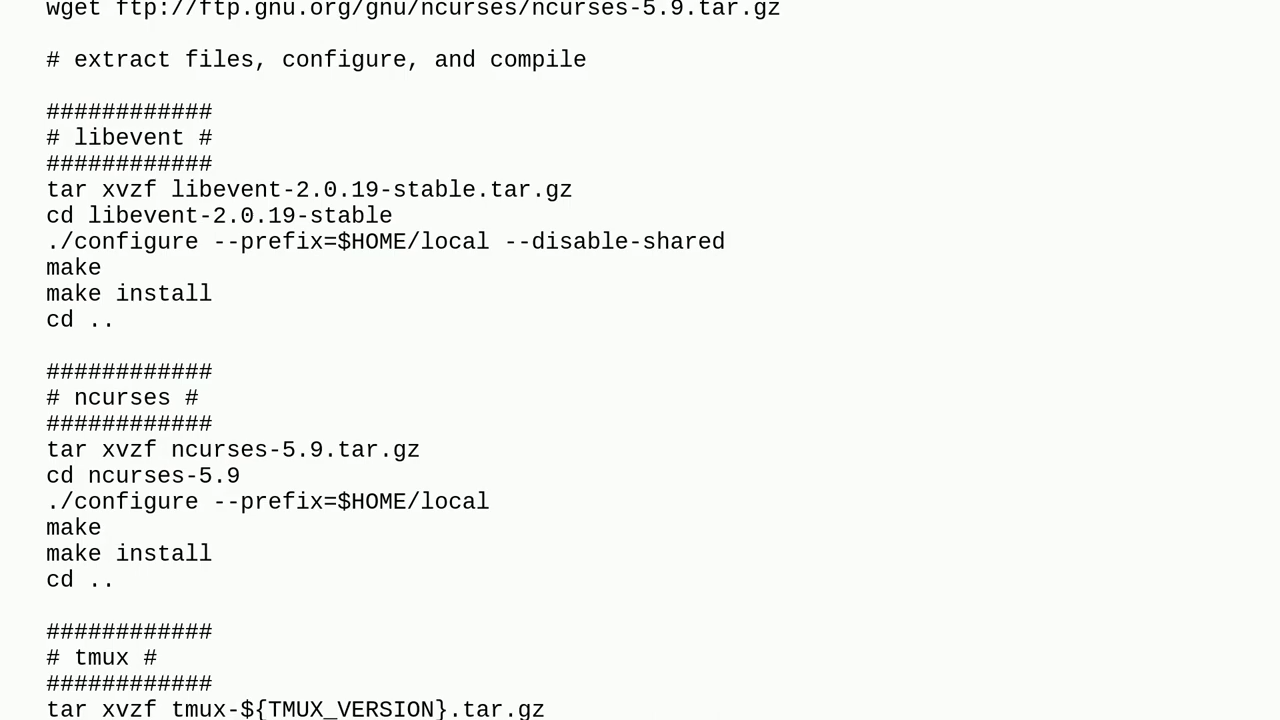 wget ftp://ftp.gnu.org/gnu/ncurses/ncurses-5.9.tar.gz
# extract files, configure, and compile
############
# libevent #
############
tar xvzf libevent-2.0.19-stable.tar.gz
cd libevent-2.0.19-stable
./configure --prefix=$HOME/local --disable-shared
make
make install
cd ..
############
# ncurses #
############
tar xvzf ncurses-5.9.tar.gz
cd ncurses-5.9
./configure --prefix=$HOME/local
make
make install
cd ..
############
# tmux #
############
tar xvzf tmux-${TMUX_VERSION}.tar.gz